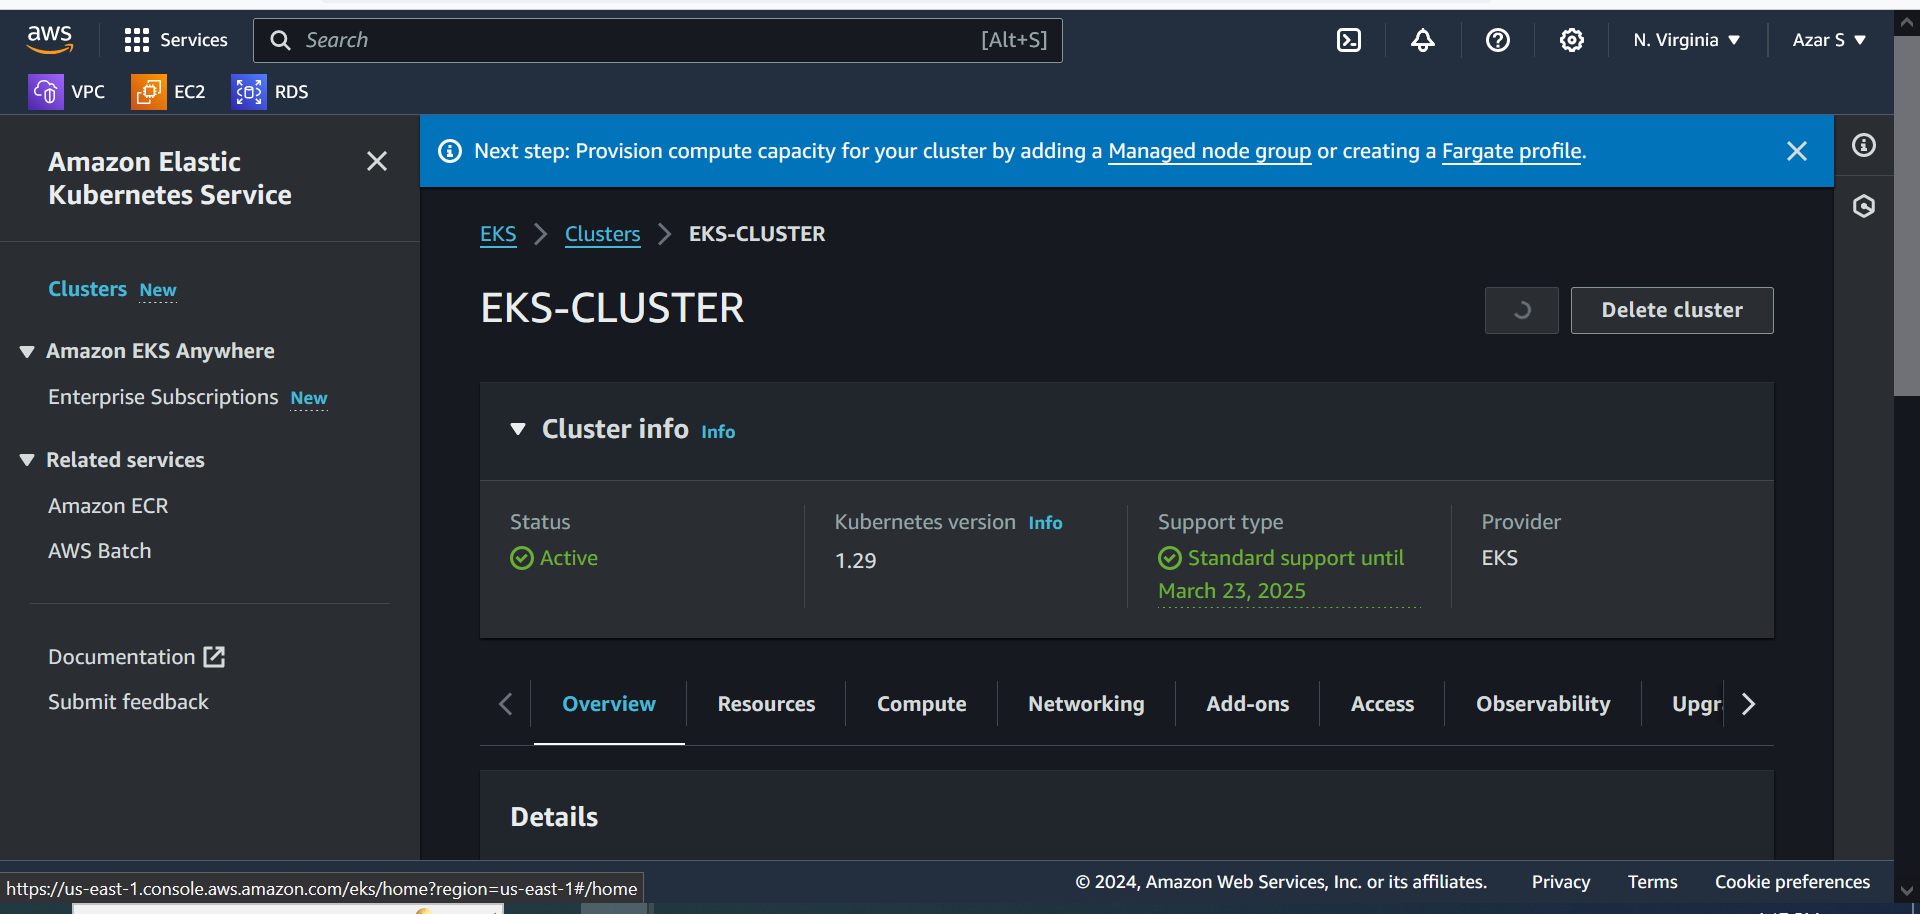 aws
Services
Search
[Alt+S]
N. Virginia
Azar S
VPC
EC2
RDS
Amazon Elastic
Kubernetes Service
Clusters New
Amazon EKS Anywhere
Enterprise Subscriptions New
Related services
Amazon ECR
AWS Batch
Documentation
Submit feedback
Next step: Provision compute capacity for your cluster by adding a Managed node group or creating a Fargate profile.
EKS
Clusters
EKS-CLUSTER
EKS-CLUSTER
Delete cluster
Cluster info Info
Status
Active
Kubernetes version Info
1.29
Support type
Standard support until
March 23, 2025
Provider
EKS
Overview
Resources
Compute
Networking
Add-ons
Access
Observability
Upgr
Details
https://us-east-1.console.aws.amazon.com/eks/home?region=us-east-1#/home
© 2024, Amazon Web Services, Inc. or its affiliates.
Privacy
Terms
Cookie preferences